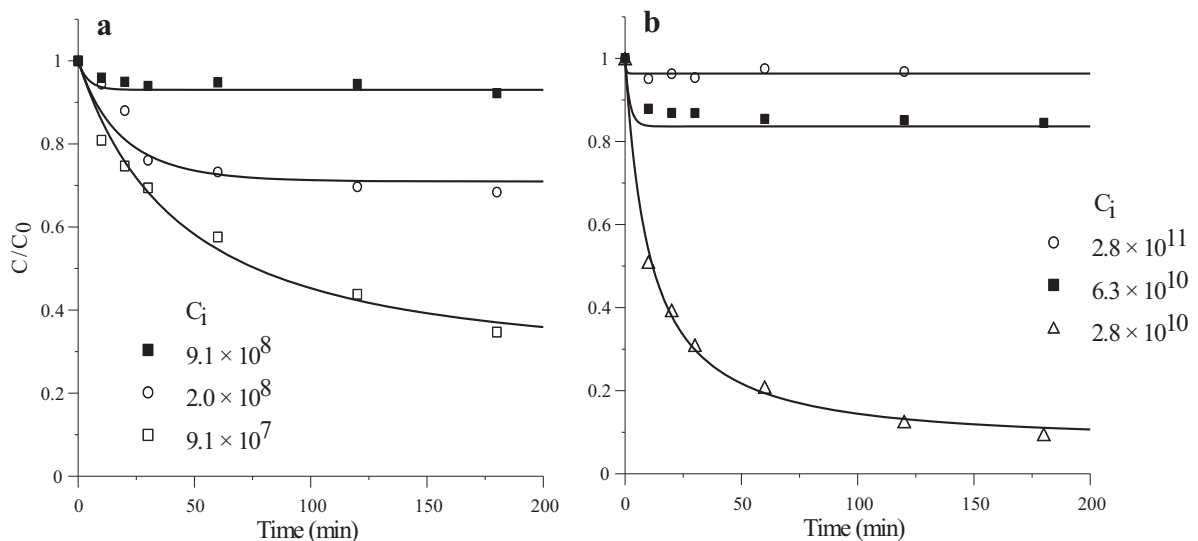 a
1
0.8
0.6
0.4
0.2
0
C/C0
Ci
9.1 × 10^8
2.0 × 10^8
9.1 × 10^7
0 50 100 150 200
Time (min)
b
1
0.8
0.6
0.4
0.2
0
Ci
2.8 × 10^11
6.3 × 10^10
2.8 × 10^10
0 50 100 150 200
Time (min)